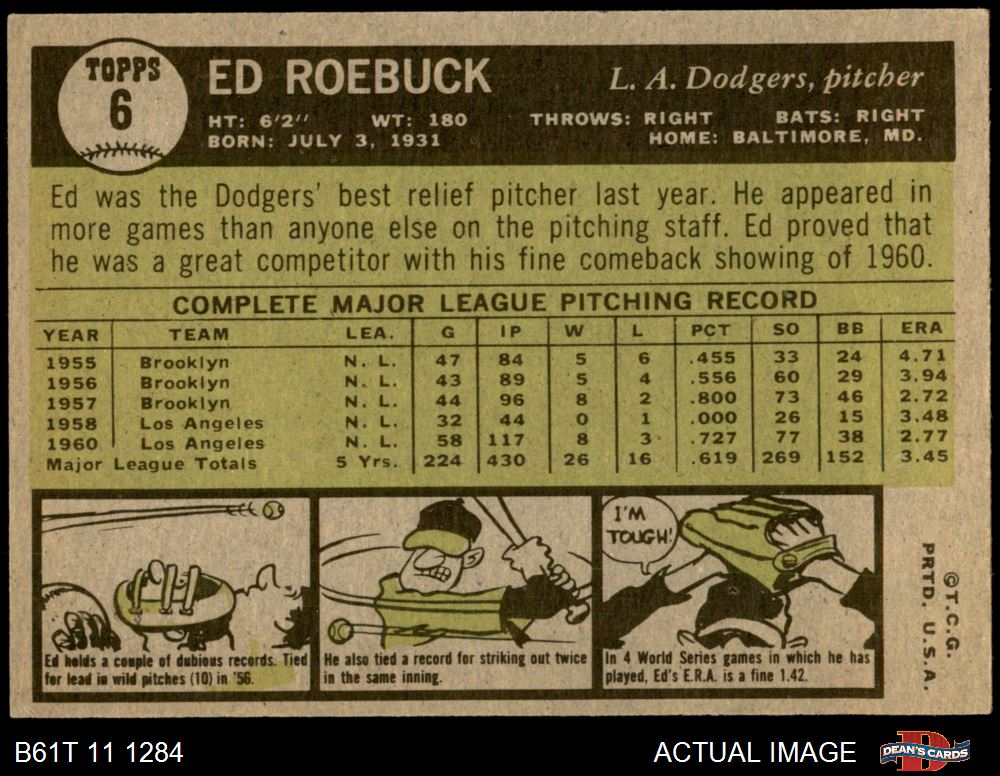 TOPPS
6
ED ROEBUCK
L. A. Dodgers, pitcher
HT: 6'2'' WT: 180 THROWS: RIGHT BATS: RIGHT
BORN: JULY 3, 1931 HOME: BALTIMORE, MD.
Ed was the Dodgers' best relief pitcher last year. He appeared in
more games than anyone else on the pitching staff. Ed proved that
he was a great competitor with his fine comeback showing of 1960.
COMPLETE MAJOR LEAGUE PITCHING RECORD
YEAR TEAM LEA. G IP W L PCT SO BB ERA
1955 Brooklyn N. L. 47 84 5 6 .455 33 24 4.71
1956 Brooklyn N. L. 43 89 5 4 .556 60 29 3.94
1957 Brooklyn N. L. 44 96 8 2 .800 73 46 2.72
1958 Los Angeles N. L. 32 44 0 1 .000 26 15 3.48
1960 Los Angeles N. L. 58 117 8 3 .727 77 38 2.77
Major League Totals 5 Yrs. 224 430 26 16 .619 269 152 3.45
Ed holds a couple of dubious records. Tied
for lead in wild pitches (10) in '56.
He also tied a record for striking out twice
in the same inning.
I'M
TOUGH!
In 4 World Series games in which he has
played, Ed's E.R.A. is a fine 1.42.
©T.C.G.
PRTD. U.S.A.
B61T 11 1284
ACTUAL IMAGE
DEAN'S CARDS